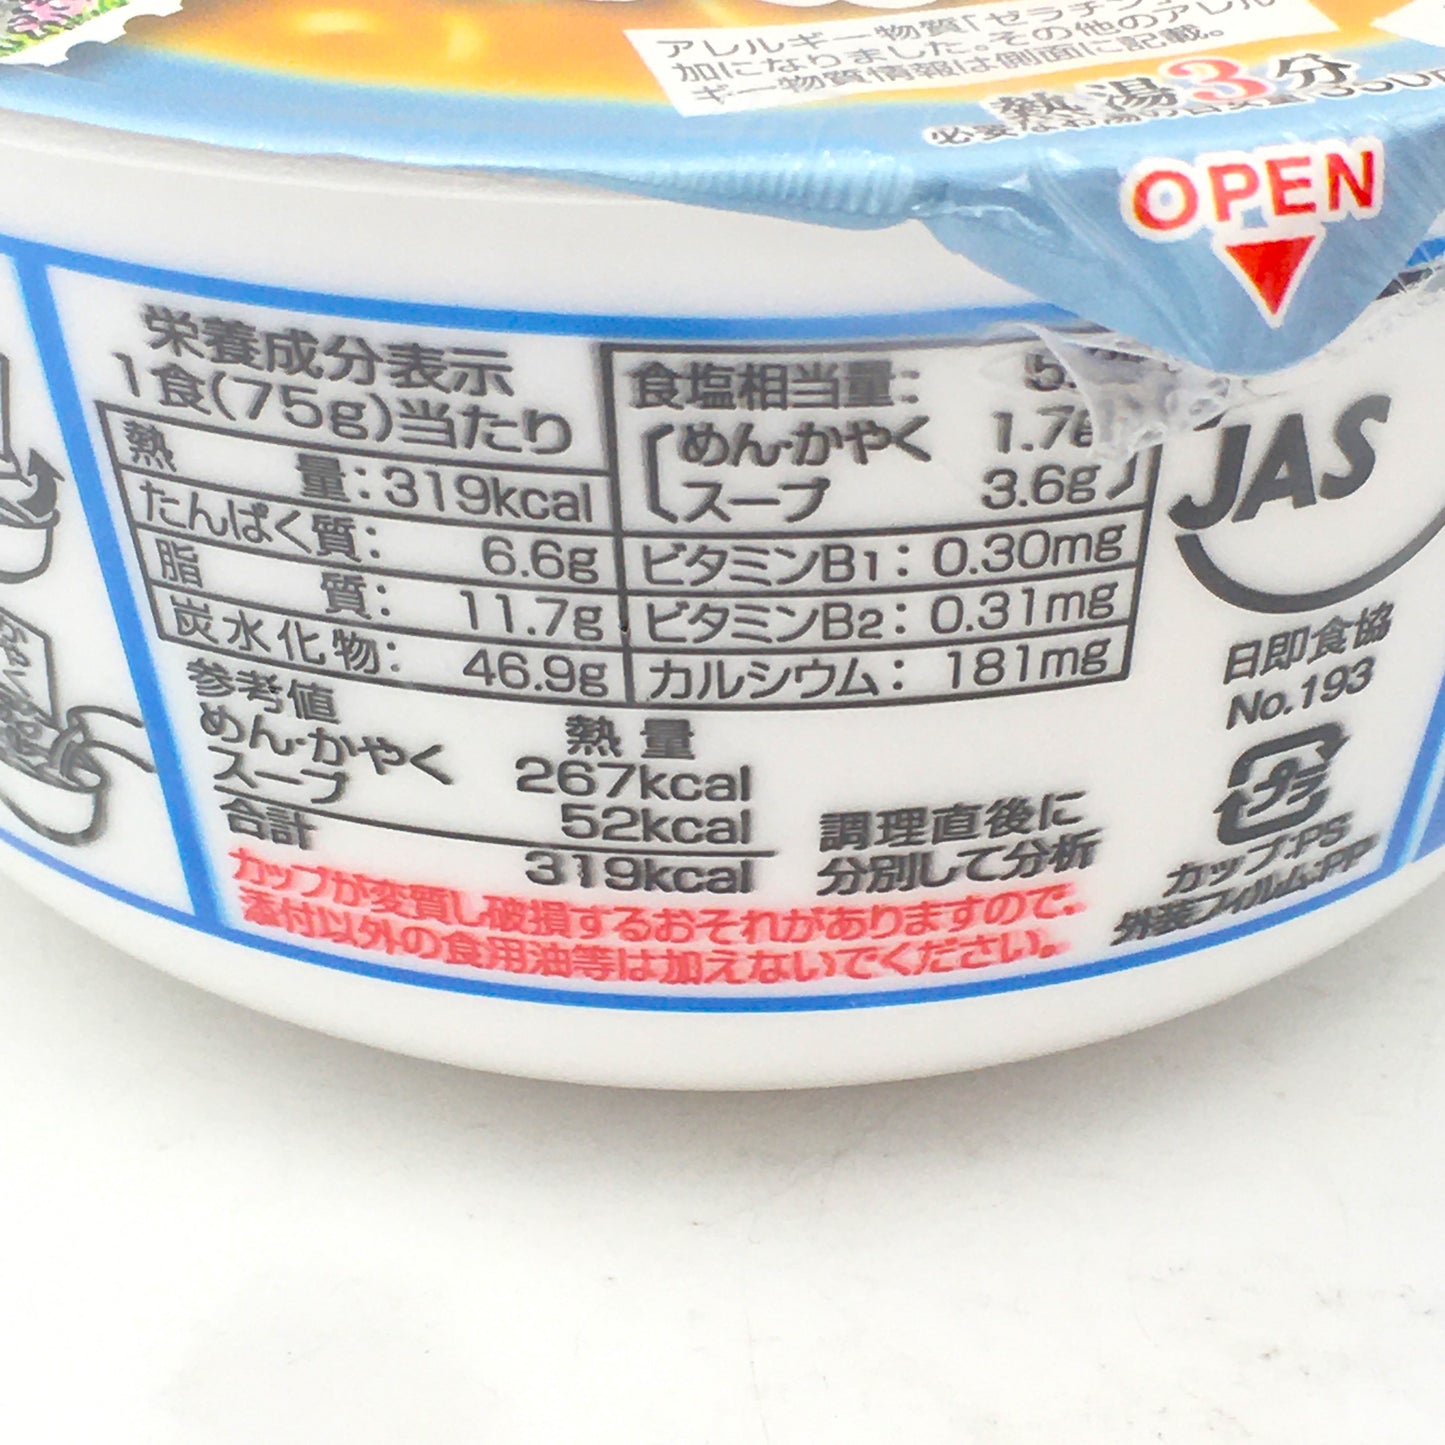 アレルギー物質「ゼラチン
加になりました。その他のアレル
ギー物質情報は側面に記載。
熱湯3分
OPEN
栄養成分表示
1食(75g)当たり
熱量:319kcal
たんぱく質: 6.6g
脂質: 11.7g
炭水化物: 46.9g
食塩相当量:
めん・かやく 1.7g
スープ 3.6g
ビタミンB1: 0.30mg
ビタミンB2: 0.31mg
カルシウム: 181mg
参考値 熱量
めん・かやく 267kcal
スープ 52kcal
合計 319kcal
調理直後に
分別して分析
カップが変質し破損するおそれがありますので、
添付以外の食用油等は加えないでください。
JAS
日即食協
No.193
プラ
カップ:PS
外装フィルム:PP